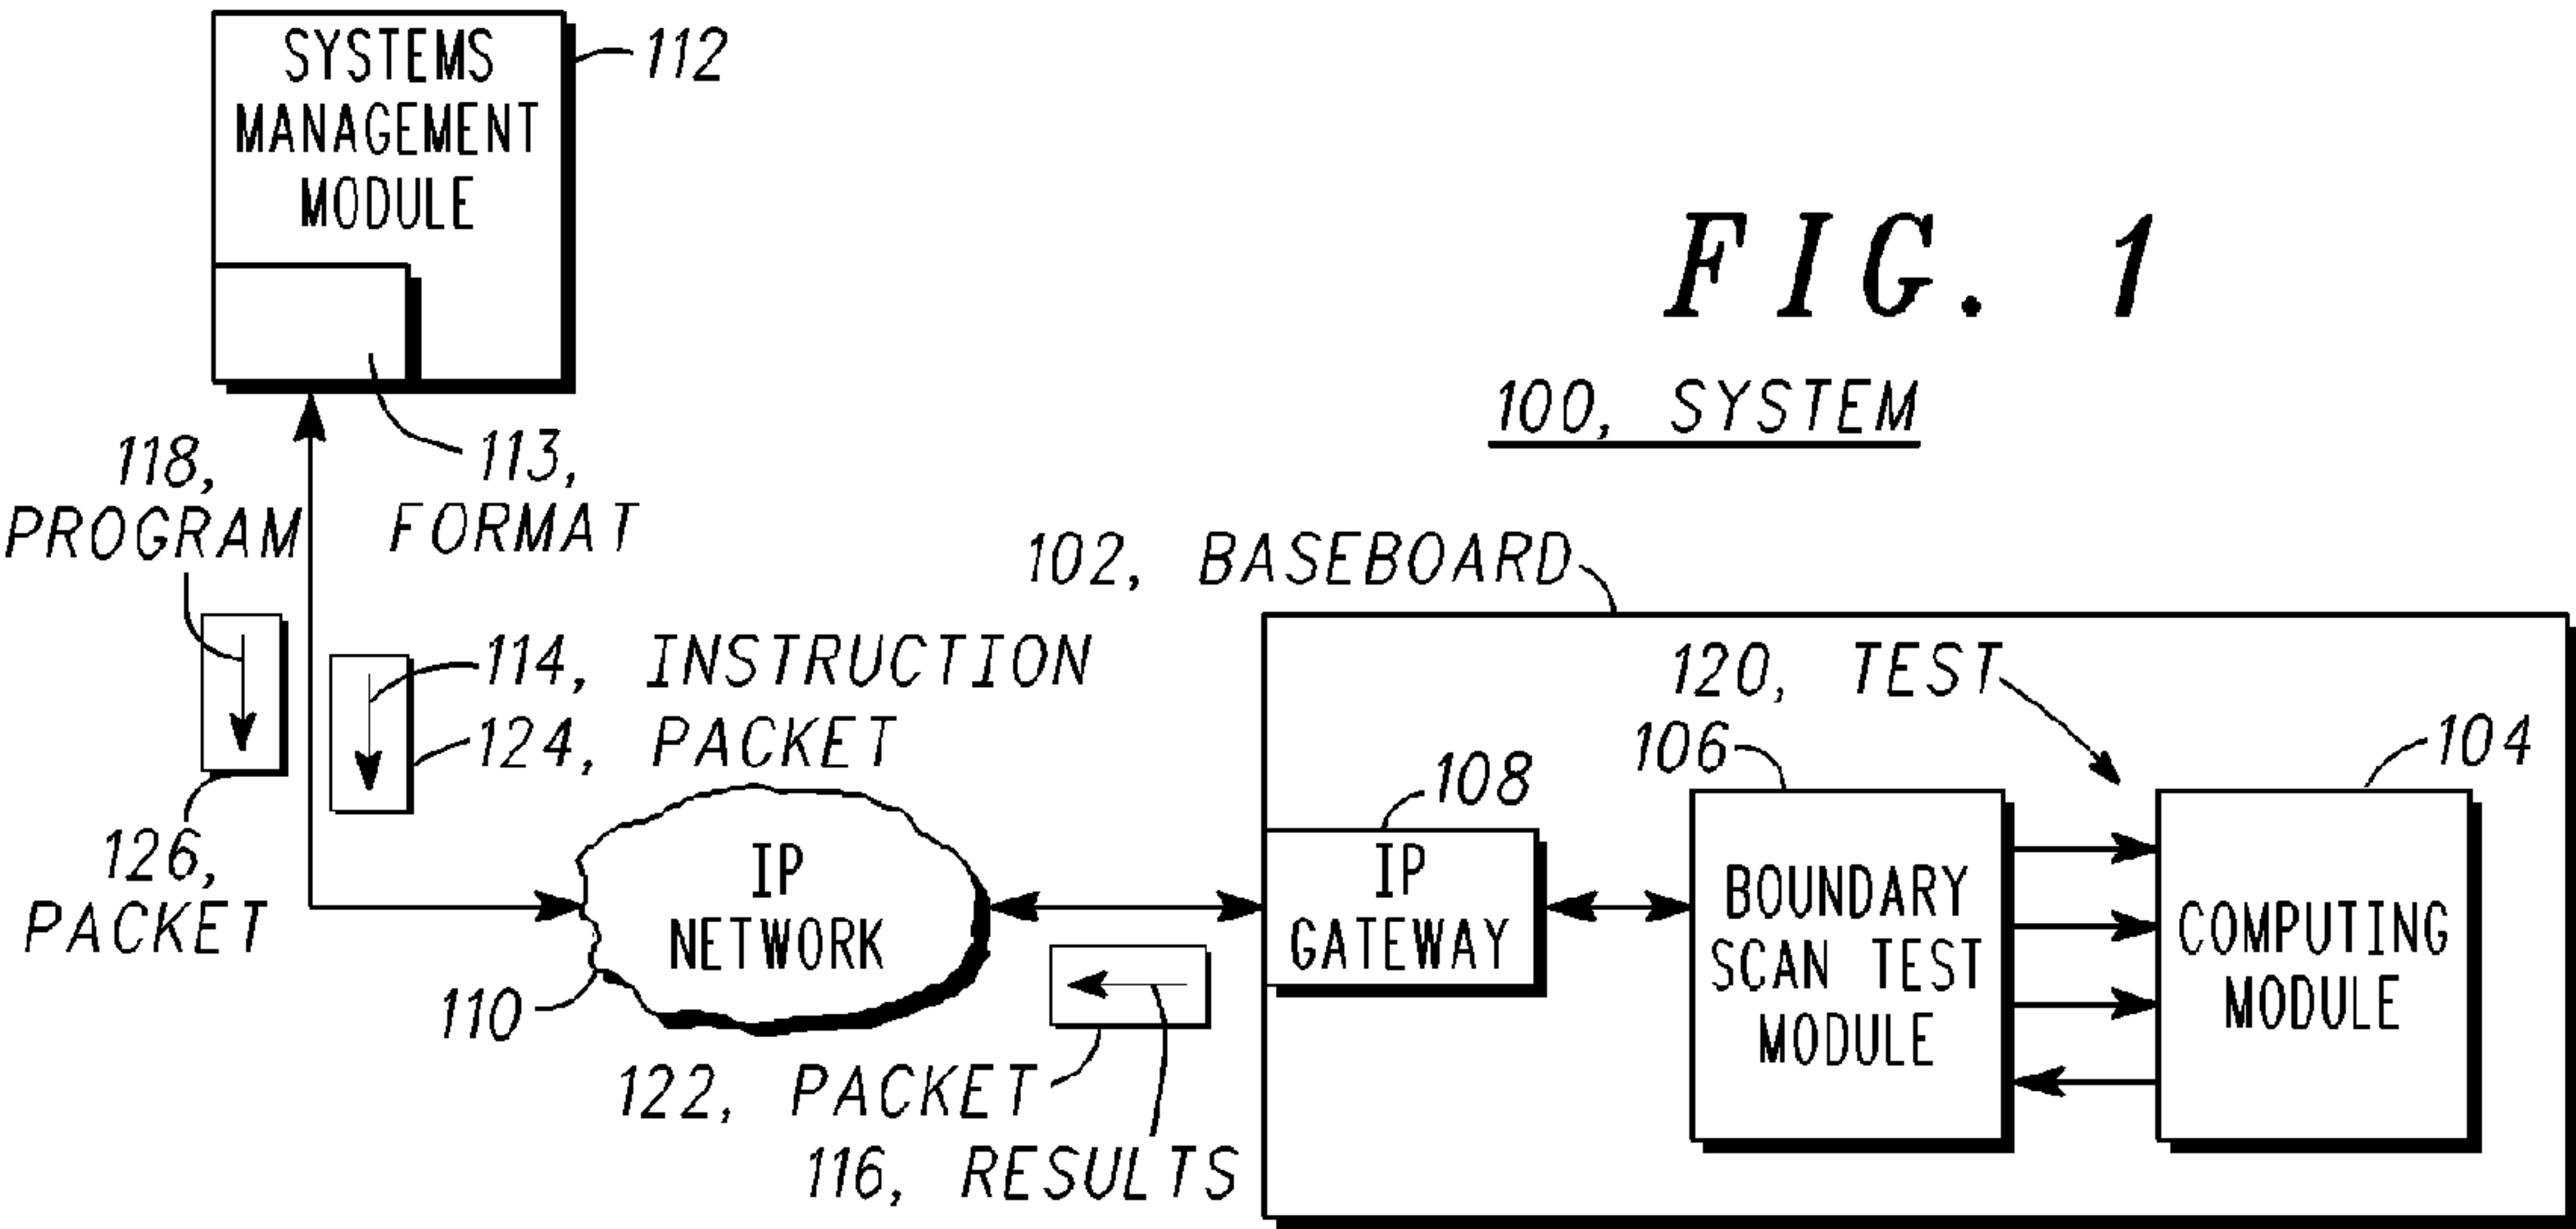 SYSTEMS
MANAGEMENT
MODULE
112
FIG. 1
100, SYSTEM
118,
PROGRAM
113,
FORMAT
102, BASEBOARD
114, INSTRUCTION
124, PACKET
120, TEST
106
104
108
126,
PACKET
IP
NETWORK
110
IP
GATEWAY
BOUNDARY
SCAN TEST
MODULE
COMPUTING
MODULE
122, PACKET
116, RESULTS